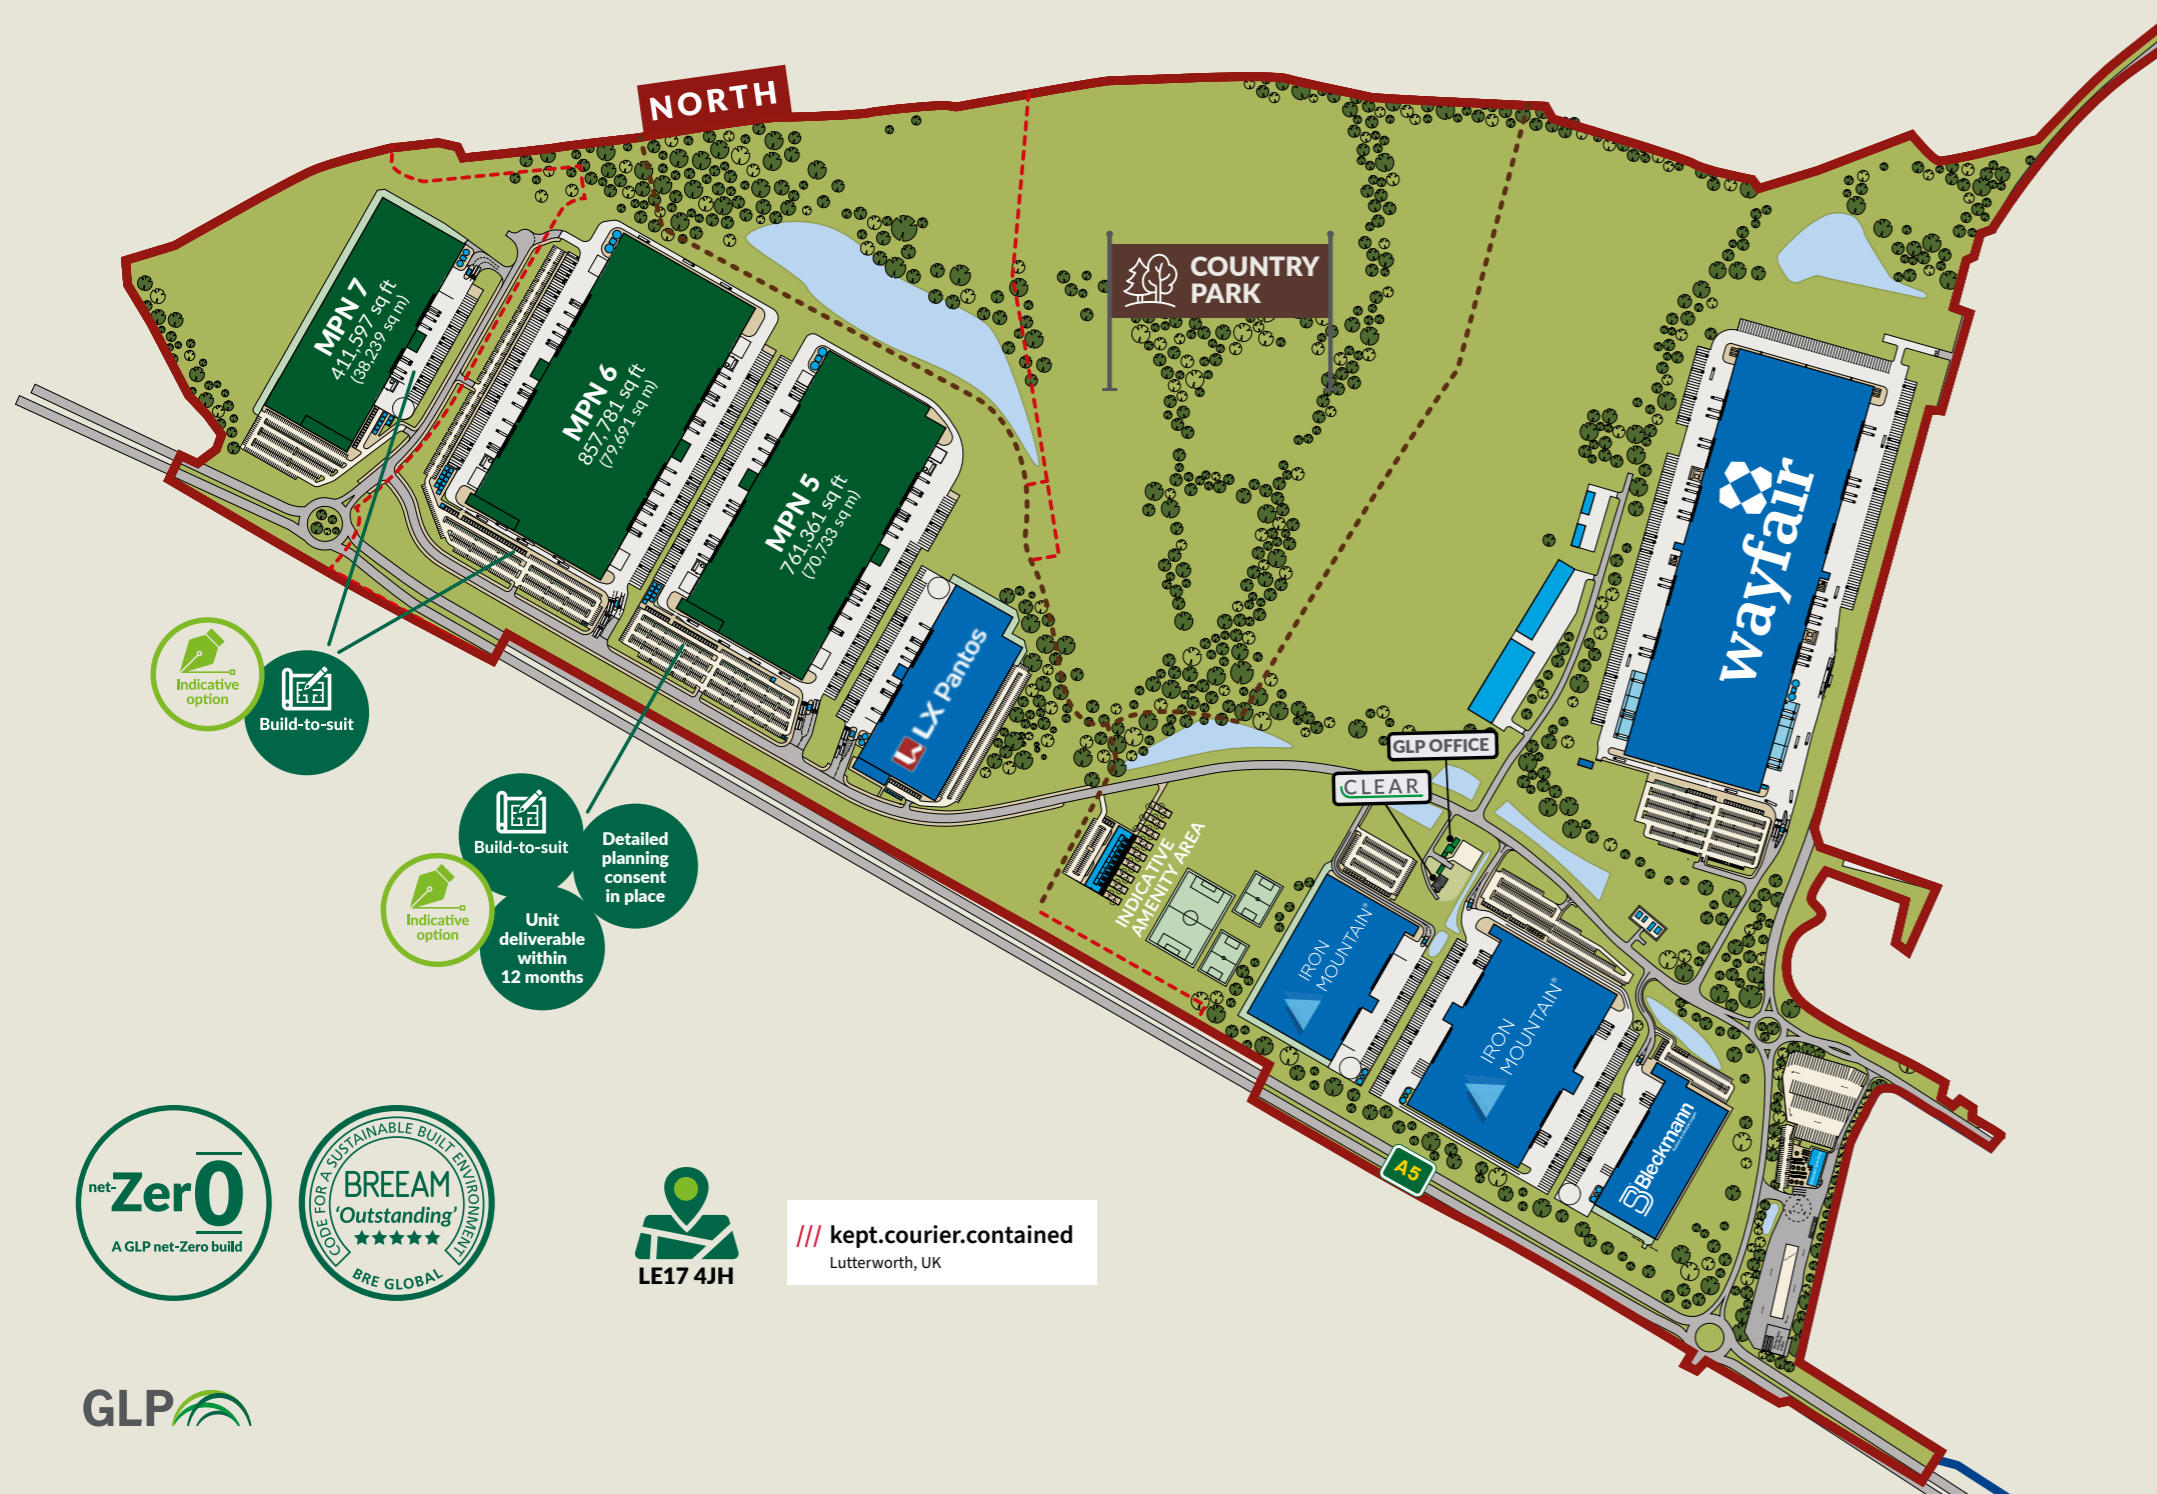 NORTH
COUNTRY
PARK
MPN 7
411,597 sq ft
(38,239 sq m)
MPN 6
857,781 sq ft
(79,691 sq m)
MPN 5
761,361 sq ft
(70,733 sq m)
LX Pantos
wayfair
Indicative
option
Build-to-suit
Build-to-suit
Detailed
planning
consent
in place
Indicative
option
Unit
deliverable
within
12 months
GLP OFFICE
CLEAR
INDICATIVE
AMENITY AREA
IRON
MOUNTAIN®
IRON
MOUNTAIN®
Bleckmann
A5
net-Zer0
A GLP net-Zero build
CODE FOR A SUSTAINABLE BUILT ENVIRONMENT
BREEAM
‘Outstanding’
BRE GLOBAL
LE17 4JH
/// kept.courier.contained
Lutterworth, UK
GLP